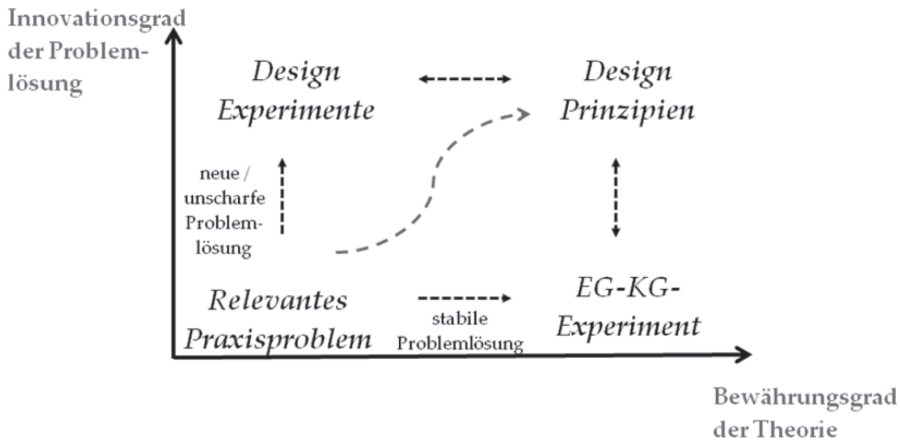 Innovationsgrad
der Problem-
lösung
Design
Experimente
Design
Prinzipien
neue /
unscharfe
Problem-
lösung
Relevantes
Praxisproblem
stabile
Problemlösung
EG-KG-
Experiment
Bewährungsgrad
der Theorie